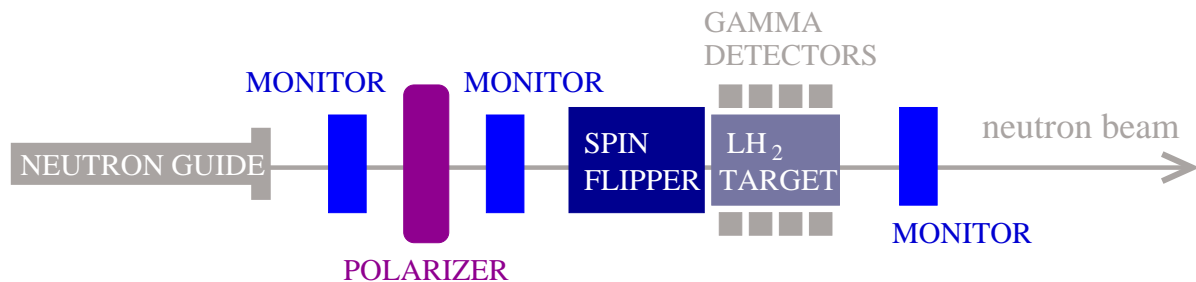 GAMMA
DETECTORS
MONITOR
MONITOR
neutron beam
NEUTRON GUIDE
SPIN
FLIPPER
LH2
TARGET
MONITOR
POLARIZER